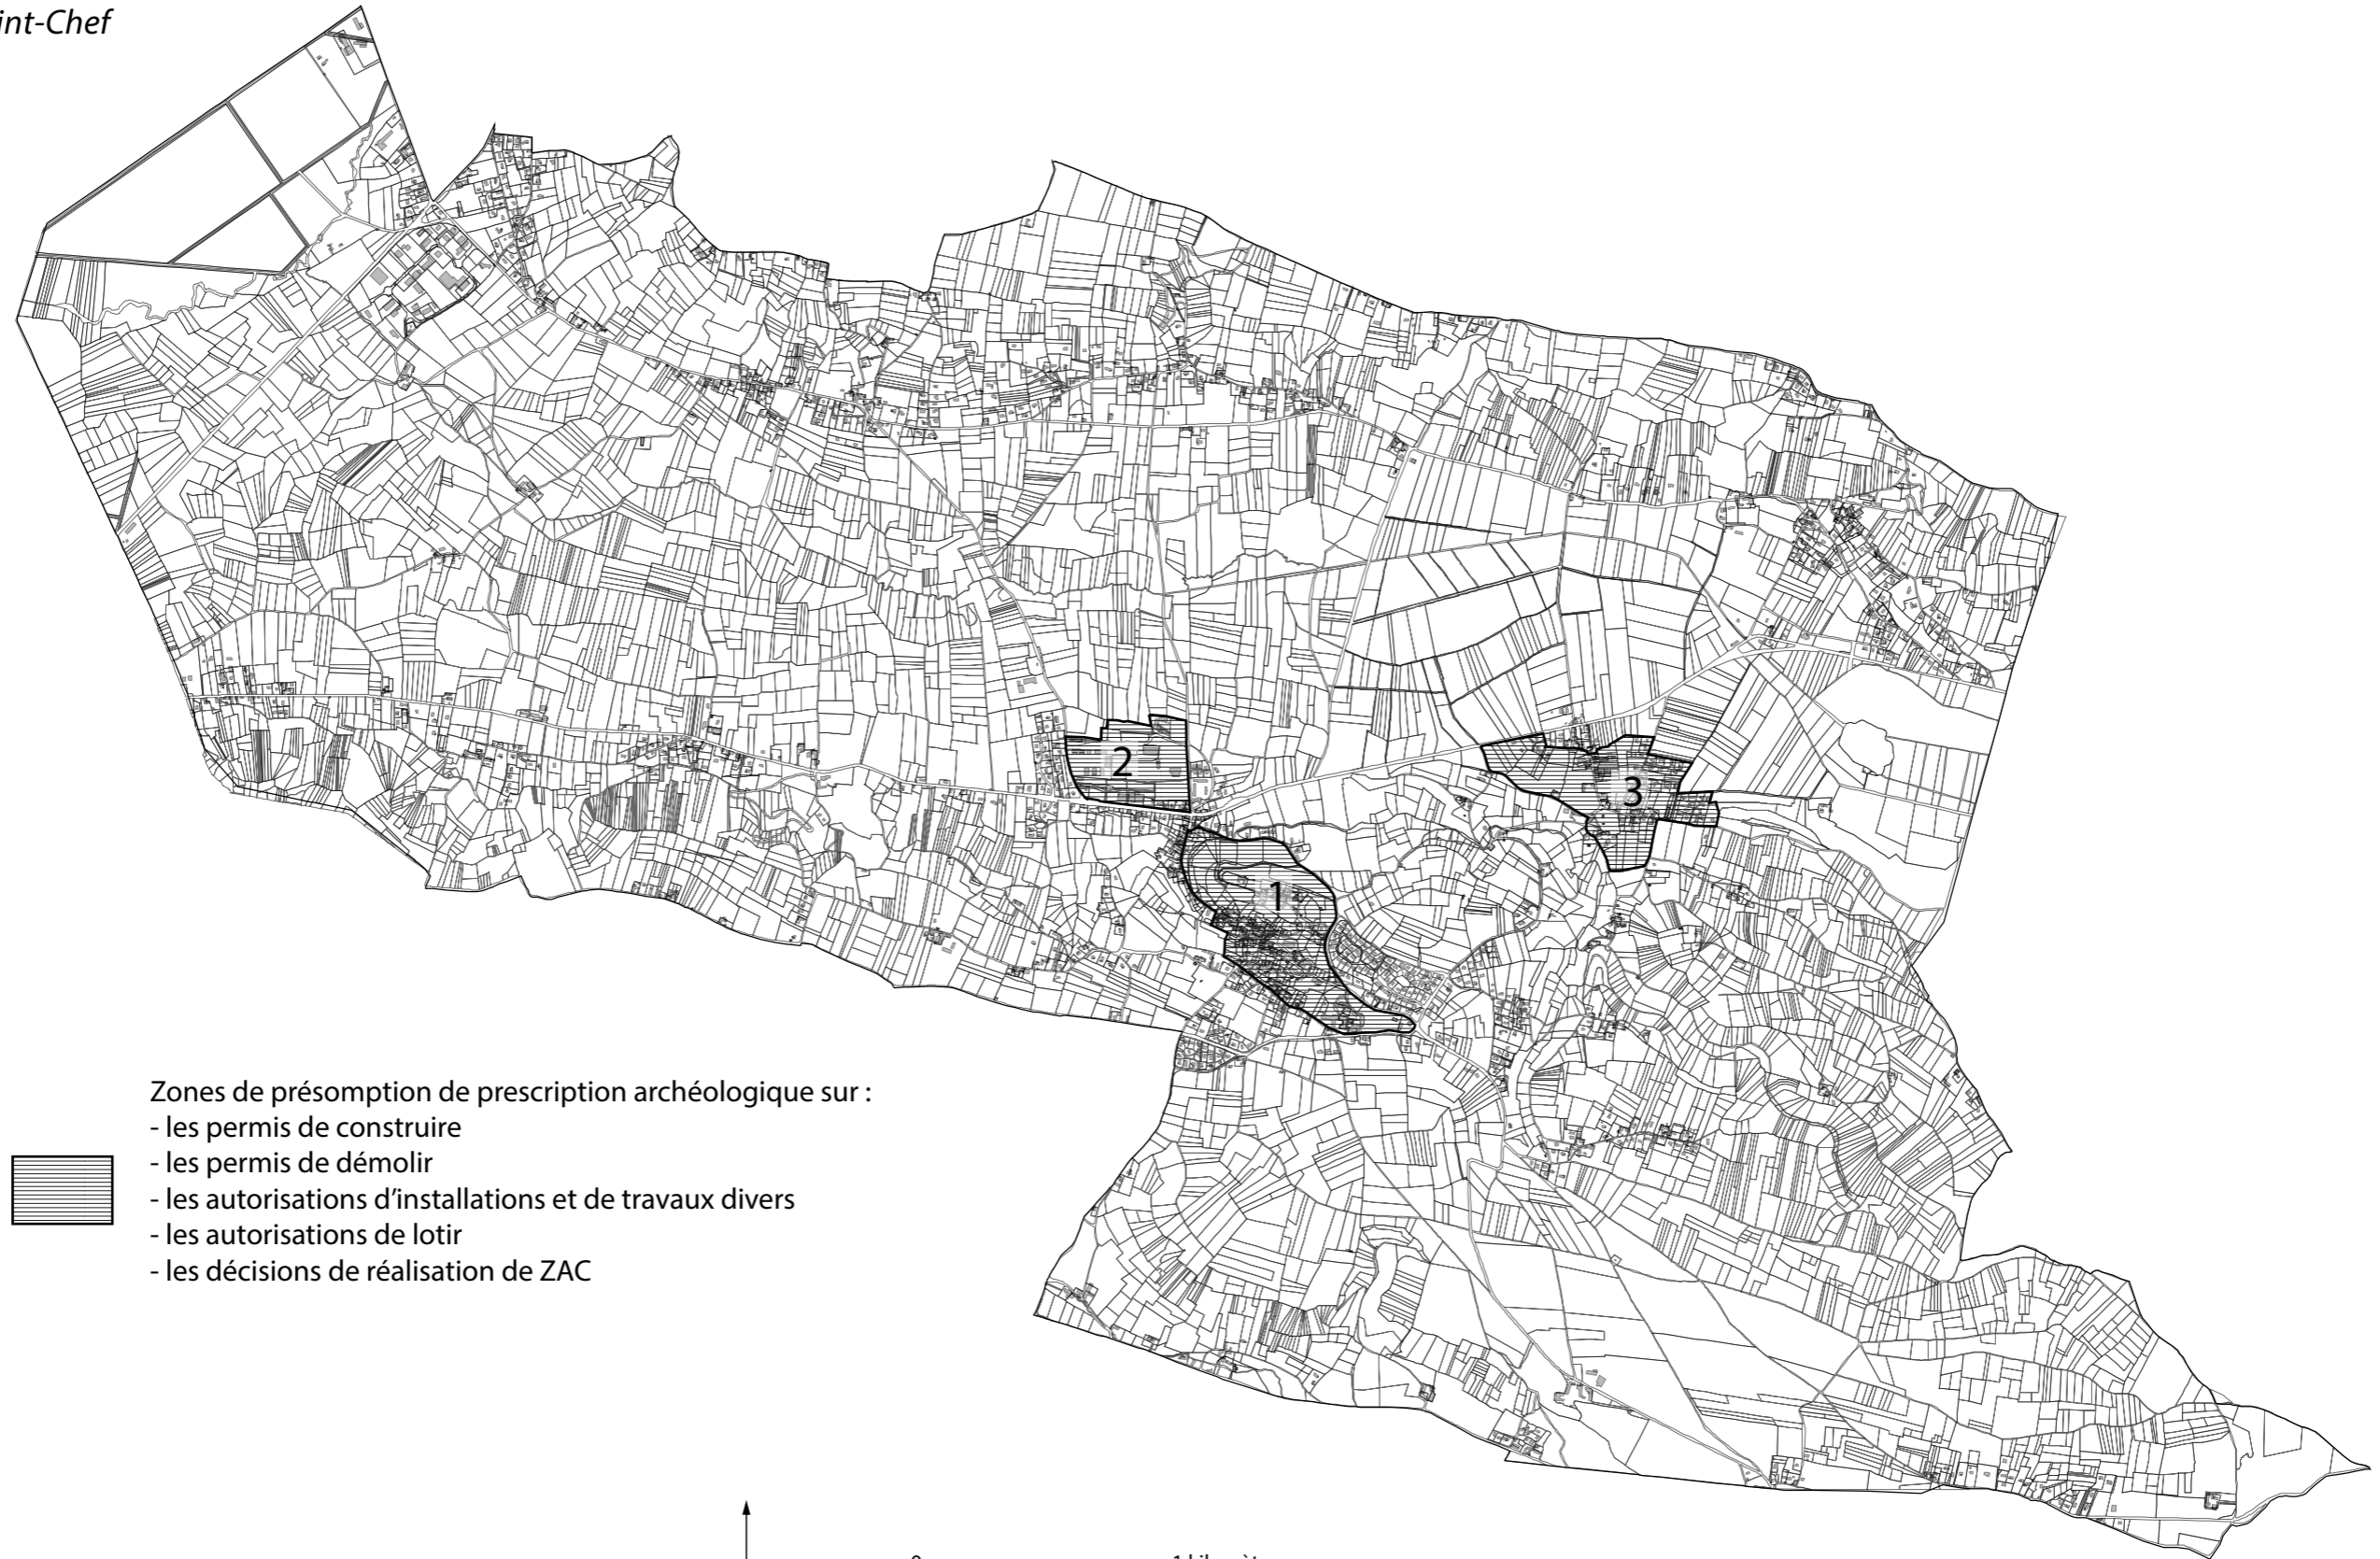 int-Chef
2
3
1
Zones de présomption de prescription archéologique sur :
- les permis de construire
- les permis de démolir
- les autorisations d'installations et de travaux divers
- les autorisations de lotir
- les décisions de réalisation de ZAC